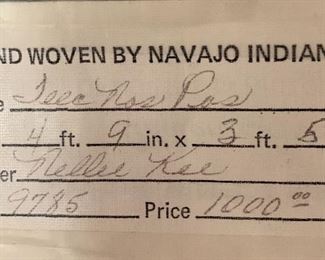 ND WOVEN BY NAVAJO INDIAN
e Teec Nos Pos
4 ft. 9 in. x 3 ft. 5
er Nellie Kee
9785 Price 1000.00